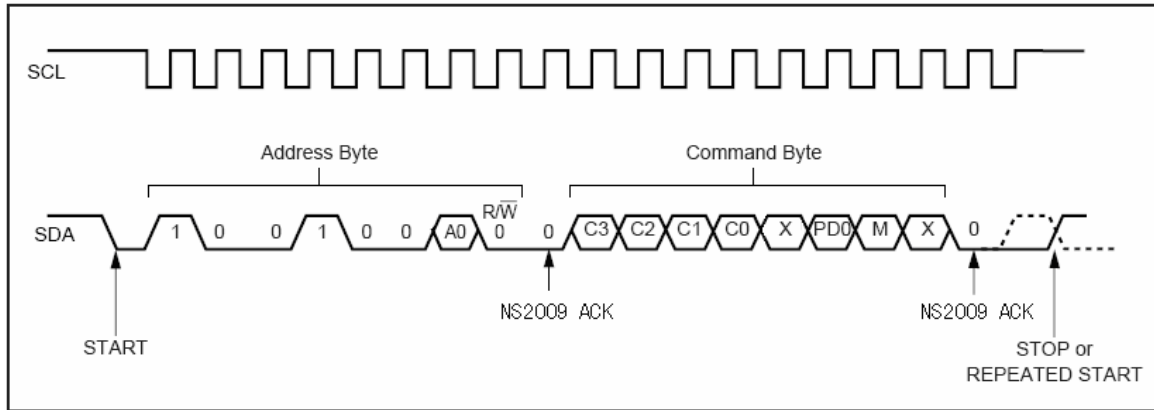 SCL
Address Byte
Command Byte
R/W̅
SDA
1 0 0 1 0 0 A0 0 0 C3 C2 C1 C0 X PD0 M X 0
NS2009 ACK
NS2009 ACK
START
STOP or
REPEATED START